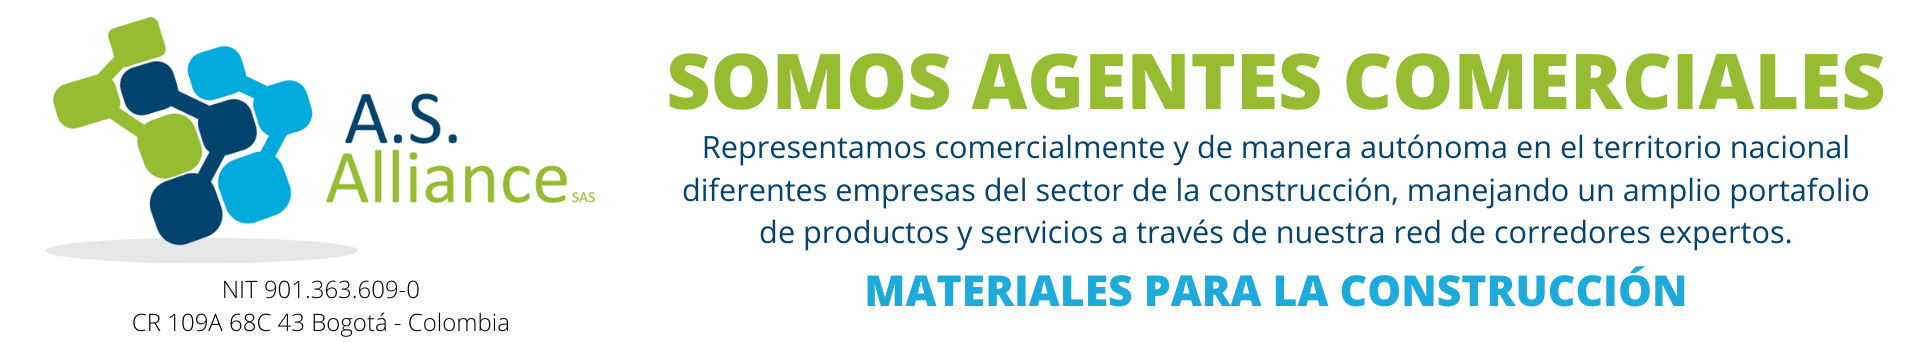 A.S.
Alliance SAS
NIT 901.363.609-0
CR 109A 68C 43 Bogotá - Colombia
SOMOS AGENTES COMERCIALES
Representamos comercialmente y de manera autónoma en el territorio nacional
diferentes empresas del sector de la construcción, manejando un amplio portafolio
de productos y servicios a través de nuestra red de corredores expertos.
MATERIALES PARA LA CONSTRUCCIÓN